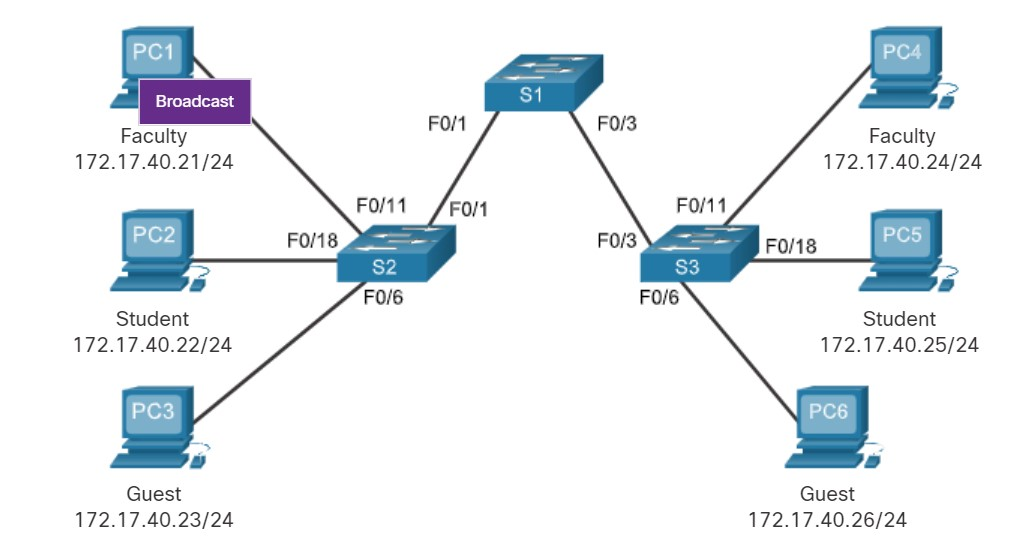 PC1
Broadcast
Faculty
172.17.40.21/24
PC2
Student
172.17.40.22/24
PC3
Guest
172.17.40.23/24
S1
F0/1
F0/3
F0/11
F0/1
F0/18
S2
F0/6
F0/11
F0/3
F0/18
S3
F0/6
PC4
Faculty
172.17.40.24/24
PC5
Student
172.17.40.25/24
PC6
Guest
172.17.40.26/24